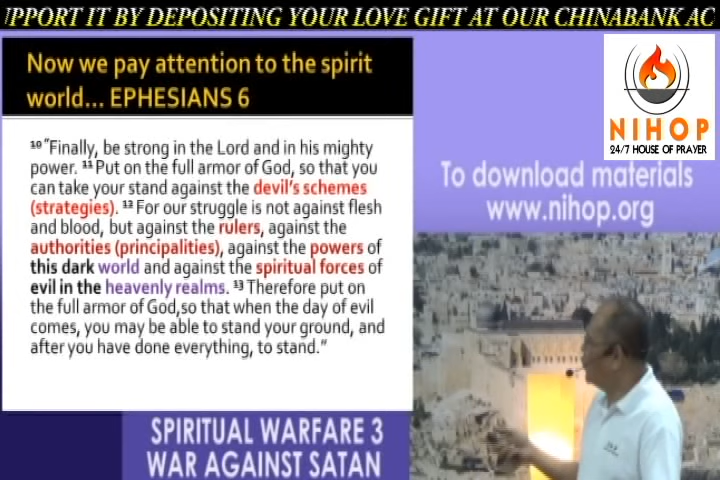 UPPORT IT BY DEPOSITING YOUR LOVE GIFT AT OUR CHINABANK AC
Now we pay attention to the spirit
world... EPHESIANS 6
10 "Finally, be strong in the Lord and in his mighty
power. 11 Put on the full armor of God, so that you
can take your stand against the devil's schemes
(strategies). 12 For our struggle is not against flesh
and blood, but against the rulers, against the
authorities (principalities), against the powers of
this dark world and against the spiritual forces of
evil in the heavenly realms. 13 Therefore put on
the full armor of God,so that when the day of evil
comes, you may be able to stand your ground, and
after you have done everything, to stand."
NIHOP
24/7 HOUSE OF PRAYER
To download materials
www.nihop.org
SPIRITUAL WARFARE 3
WAR AGAINST SATAN